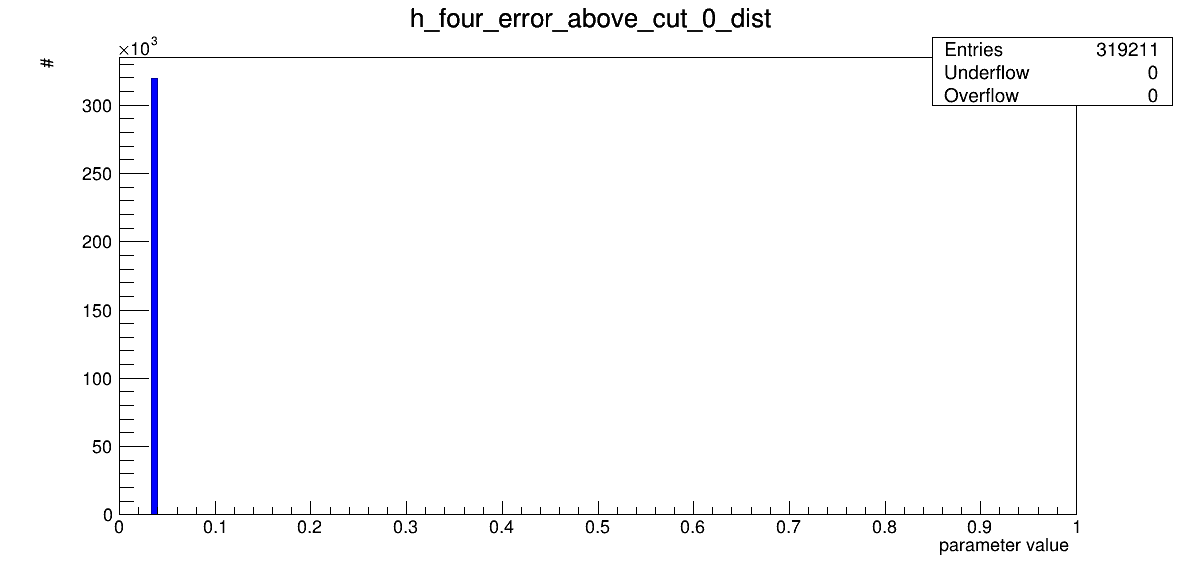 h_four_error_above_cut_0_dist
Entries 319211
Underflow 0
Overflow 0
×10³
#
300
250
200
150
100
50
0
0 0.1 0.2 0.3 0.4 0.5 0.6 0.7 0.8 0.9 1
parameter value